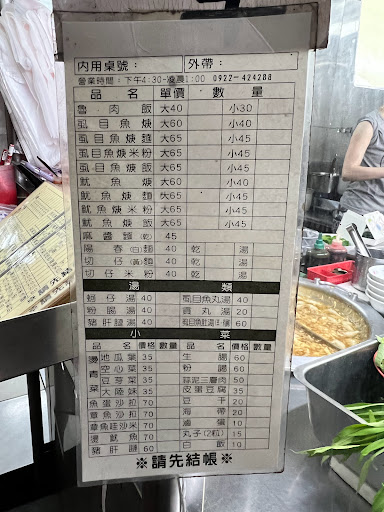 內用桌號： 外帶：
營業時間：下午4:30-凌晨1:00 0922-424288
品名 單價 數量
魯肉飯 大40 小30
虱目魚焿 大60 小40
虱目魚焿麵 大65 小45
虱目魚焿米粉 大65 小45
虱目魚焿飯 大65 小45
魷魚焿 大60 小40
魷魚焿麵 大65 小45
魷魚焿米粉 大65 小45
魷魚焿飯 大65 小45
麻醬麵(乾) 45
陽春(白)麵 40 乾 湯
切仔(黃)麵 40 乾 湯
切仔米粉 40 乾 湯
湯類
蚵仔湯 40 虱目魚丸湯 40
粉腸湯 40 貢丸湯 20
豬肝鏈湯 40 虱目魚肚湯 60
小菜
品名 價格 數量 品名 價格 數量
燙青菜 地瓜葉 35 生腸 60
空心菜 35 粉腸 60
豆芽菜 35 蒜泥三層肉 50
大陸妹 35 皮蛋豆腐 35
魚蛋沙拉 70 豆干 20
章魚沙拉 70 海帶 20
章魚哇沙米 70 滷蛋 10
燙魷魚 70 丸子(2粒) 15
豬肝鏈 60 白飯 10
※請先結帳※